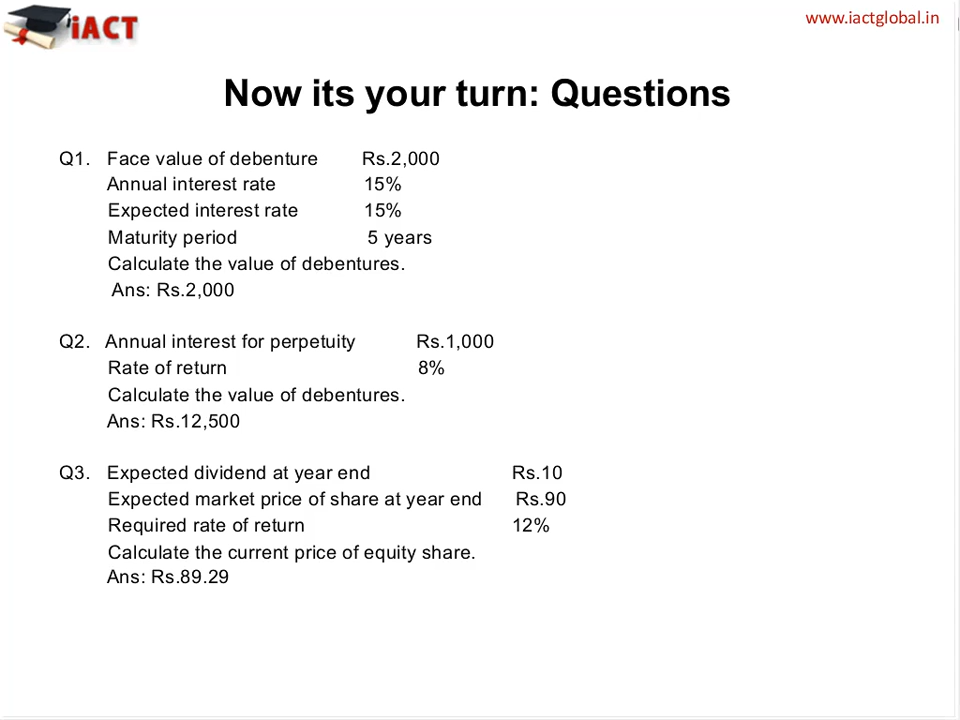 iACT
www.iactglobal.in
Now its your turn: Questions
Q1. Face value of debenture Rs.2,000
Annual interest rate 15%
Expected interest rate 15%
Maturity period 5 years
Calculate the value of debentures.
Ans: Rs.2,000
Q2. Annual interest for perpetuity Rs.1,000
Rate of return 8%
Calculate the value of debentures.
Ans: Rs.12,500
Q3. Expected dividend at year end Rs.10
Expected market price of share at year end Rs.90
Required rate of return 12%
Calculate the current price of equity share.
Ans: Rs.89.29